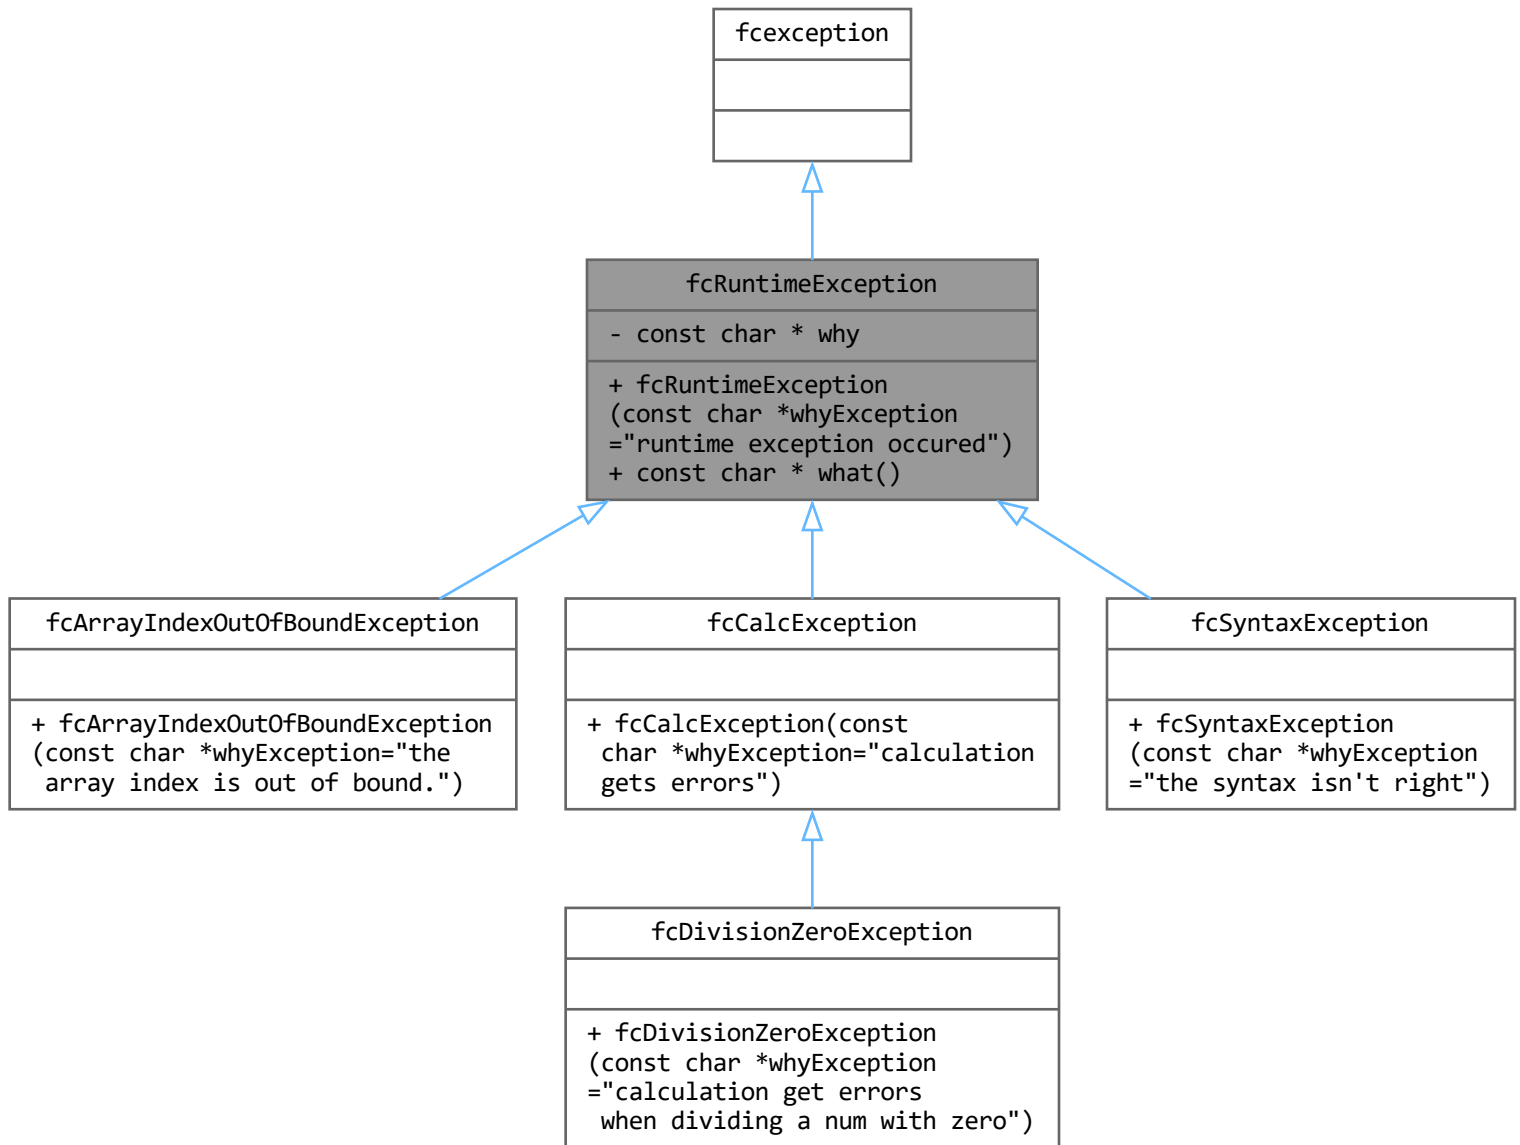 fcexception
fcRuntimeException
- const char * why
+ fcRuntimeException
(const char *whyException
="runtime exception occured")
+ const char * what()
fcArrayIndexOutOfBoundException
+ fcArrayIndexOutOfBoundException
(const char *whyException="the
array index is out of bound.")
fcCalcException
+ fcCalcException(const
char *whyException="calculation
gets errors")
fcSyntaxException
+ fcSyntaxException
(const char *whyException
="the syntax isn't right")
fcDivisionZeroException
+ fcDivisionZeroException
(const char *whyException
="calculation get errors
when dividing a num with zero")